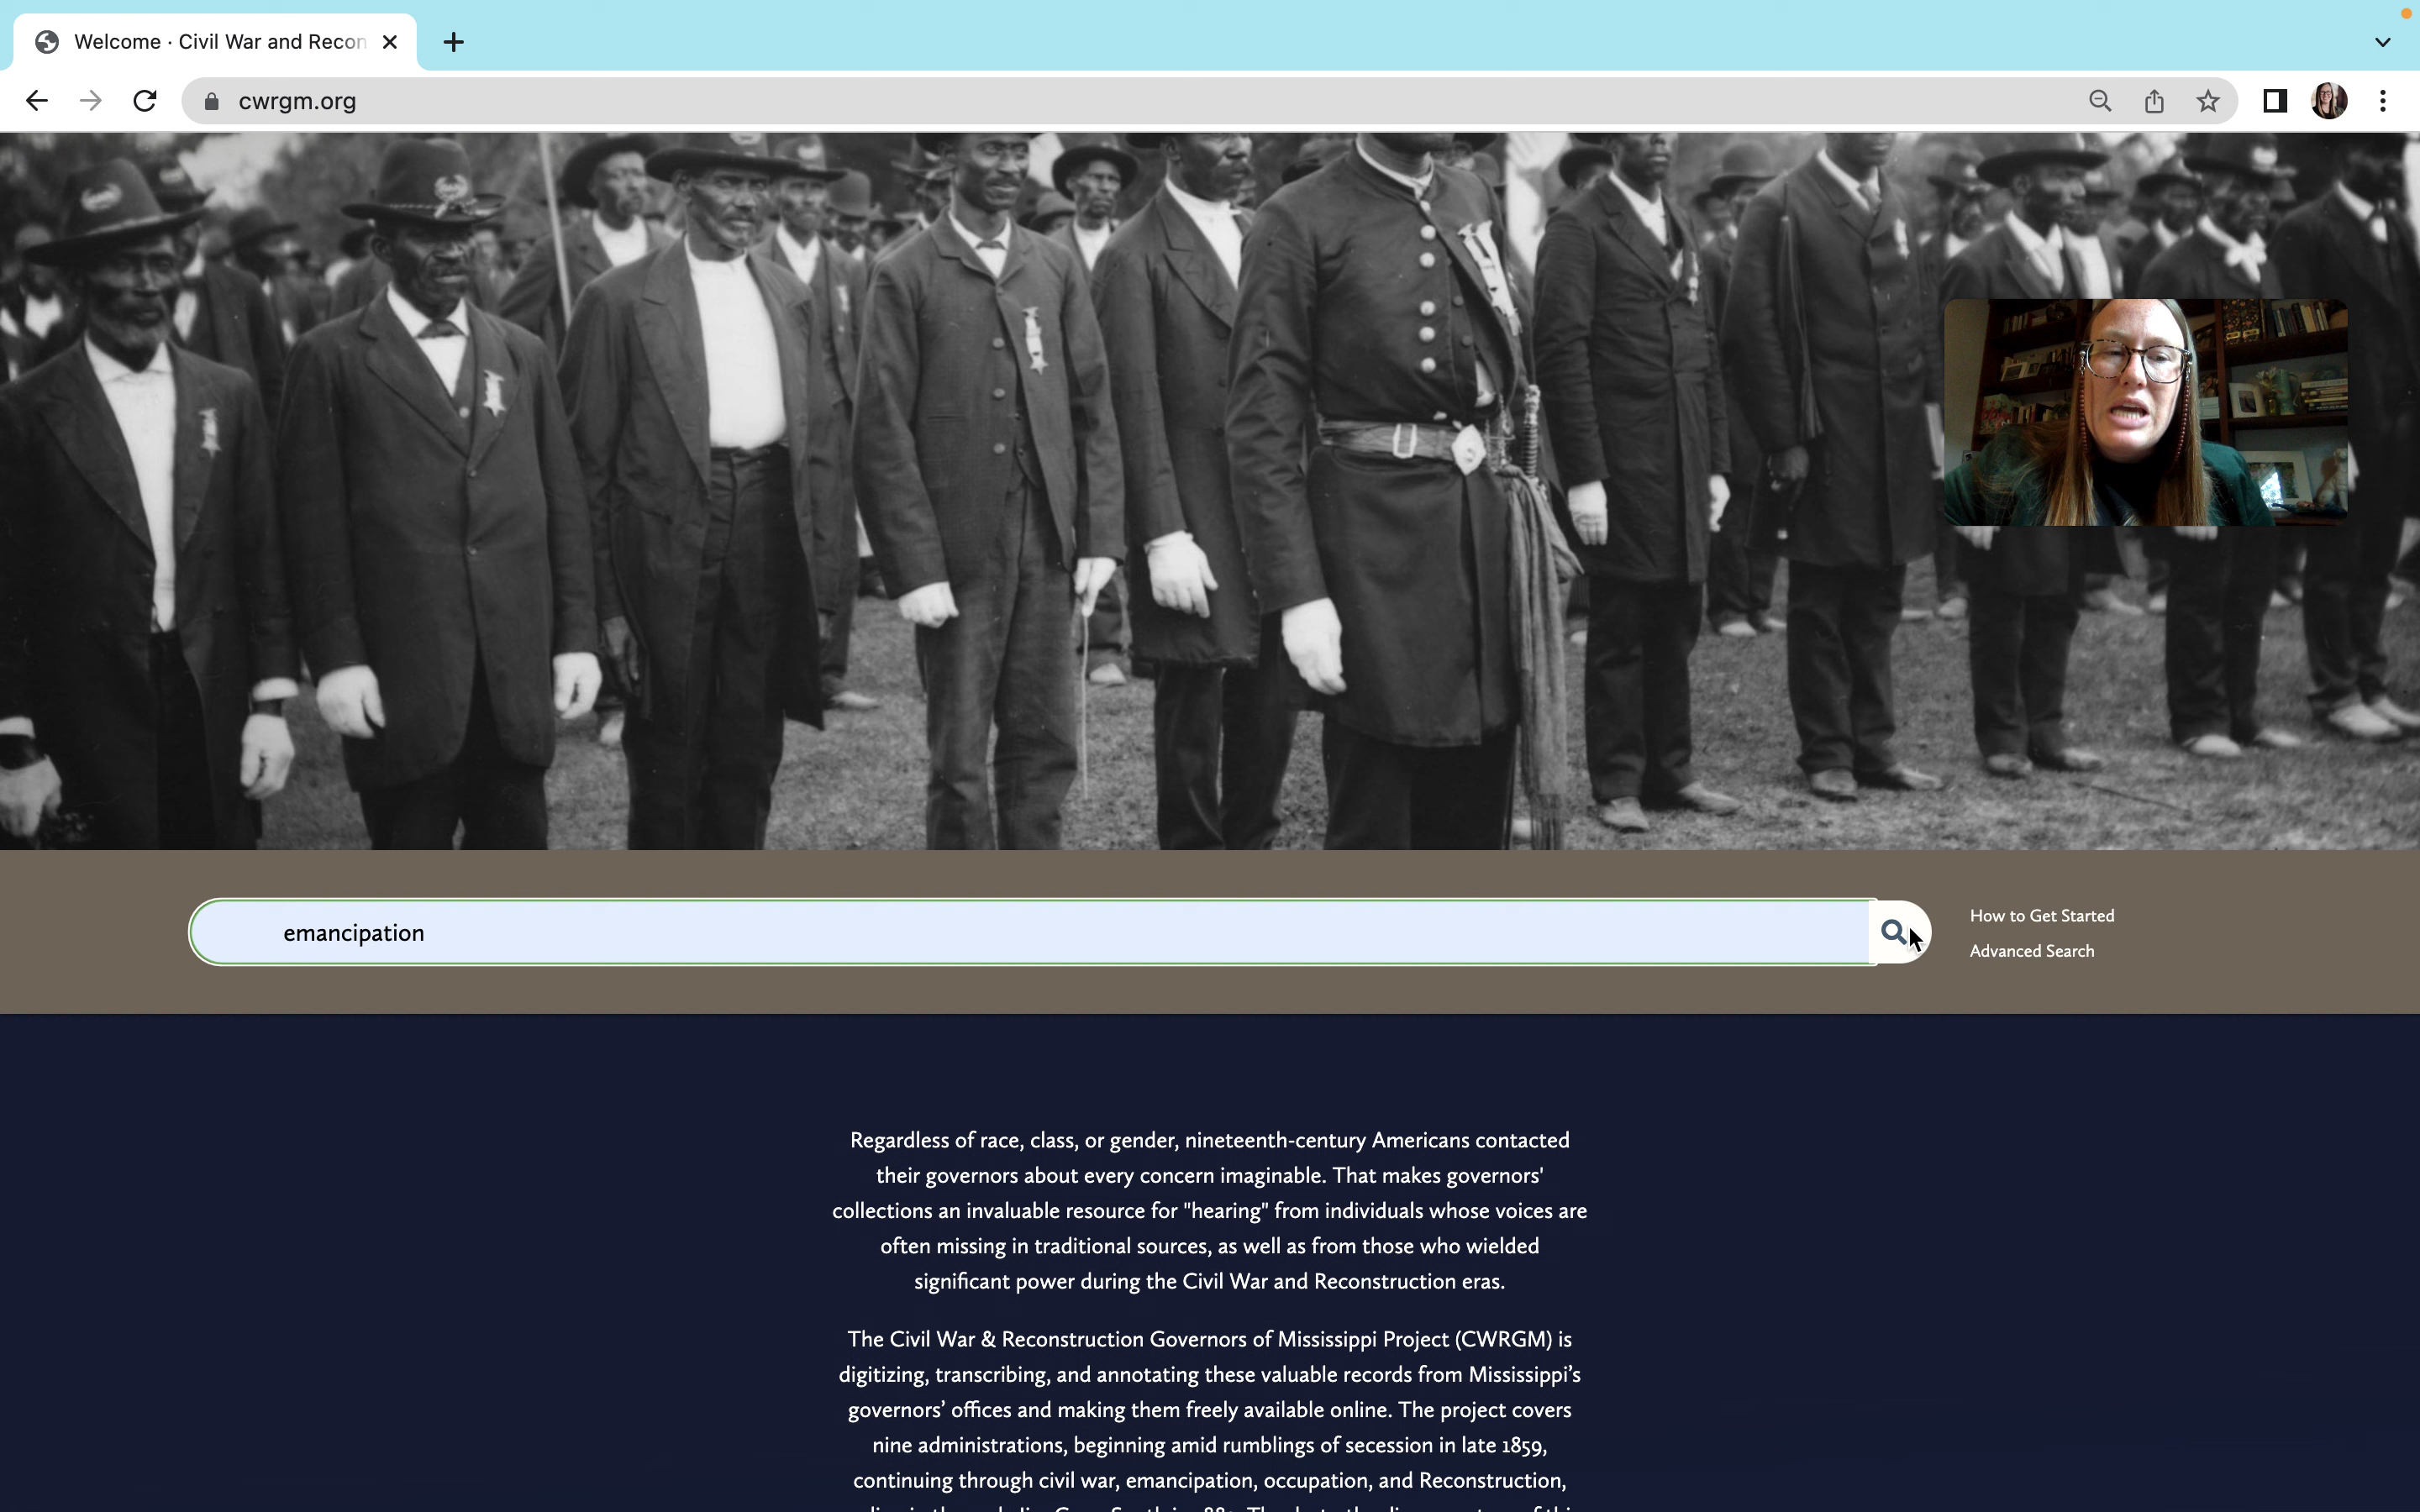 Welcome · Civil War and Recon
cwrgm.org
emancipation
How to Get Started
Advanced Search
Regardless of race, class, or gender, nineteenth-century Americans contacted
their governors about every concern imaginable. That makes governors'
collections an invaluable resource for "hearing" from individuals whose voices are
often missing in traditional sources, as well as from those who wielded
significant power during the Civil War and Reconstruction eras.
The Civil War & Reconstruction Governors of Mississippi Project (CWRGM) is
digitizing, transcribing, and annotating these valuable records from Mississippi’s
governors’ offices and making them freely available online. The project covers
nine administrations, beginning amid rumblings of secession in late 1859,
continuing through civil war, emancipation, occupation, and Reconstruction,